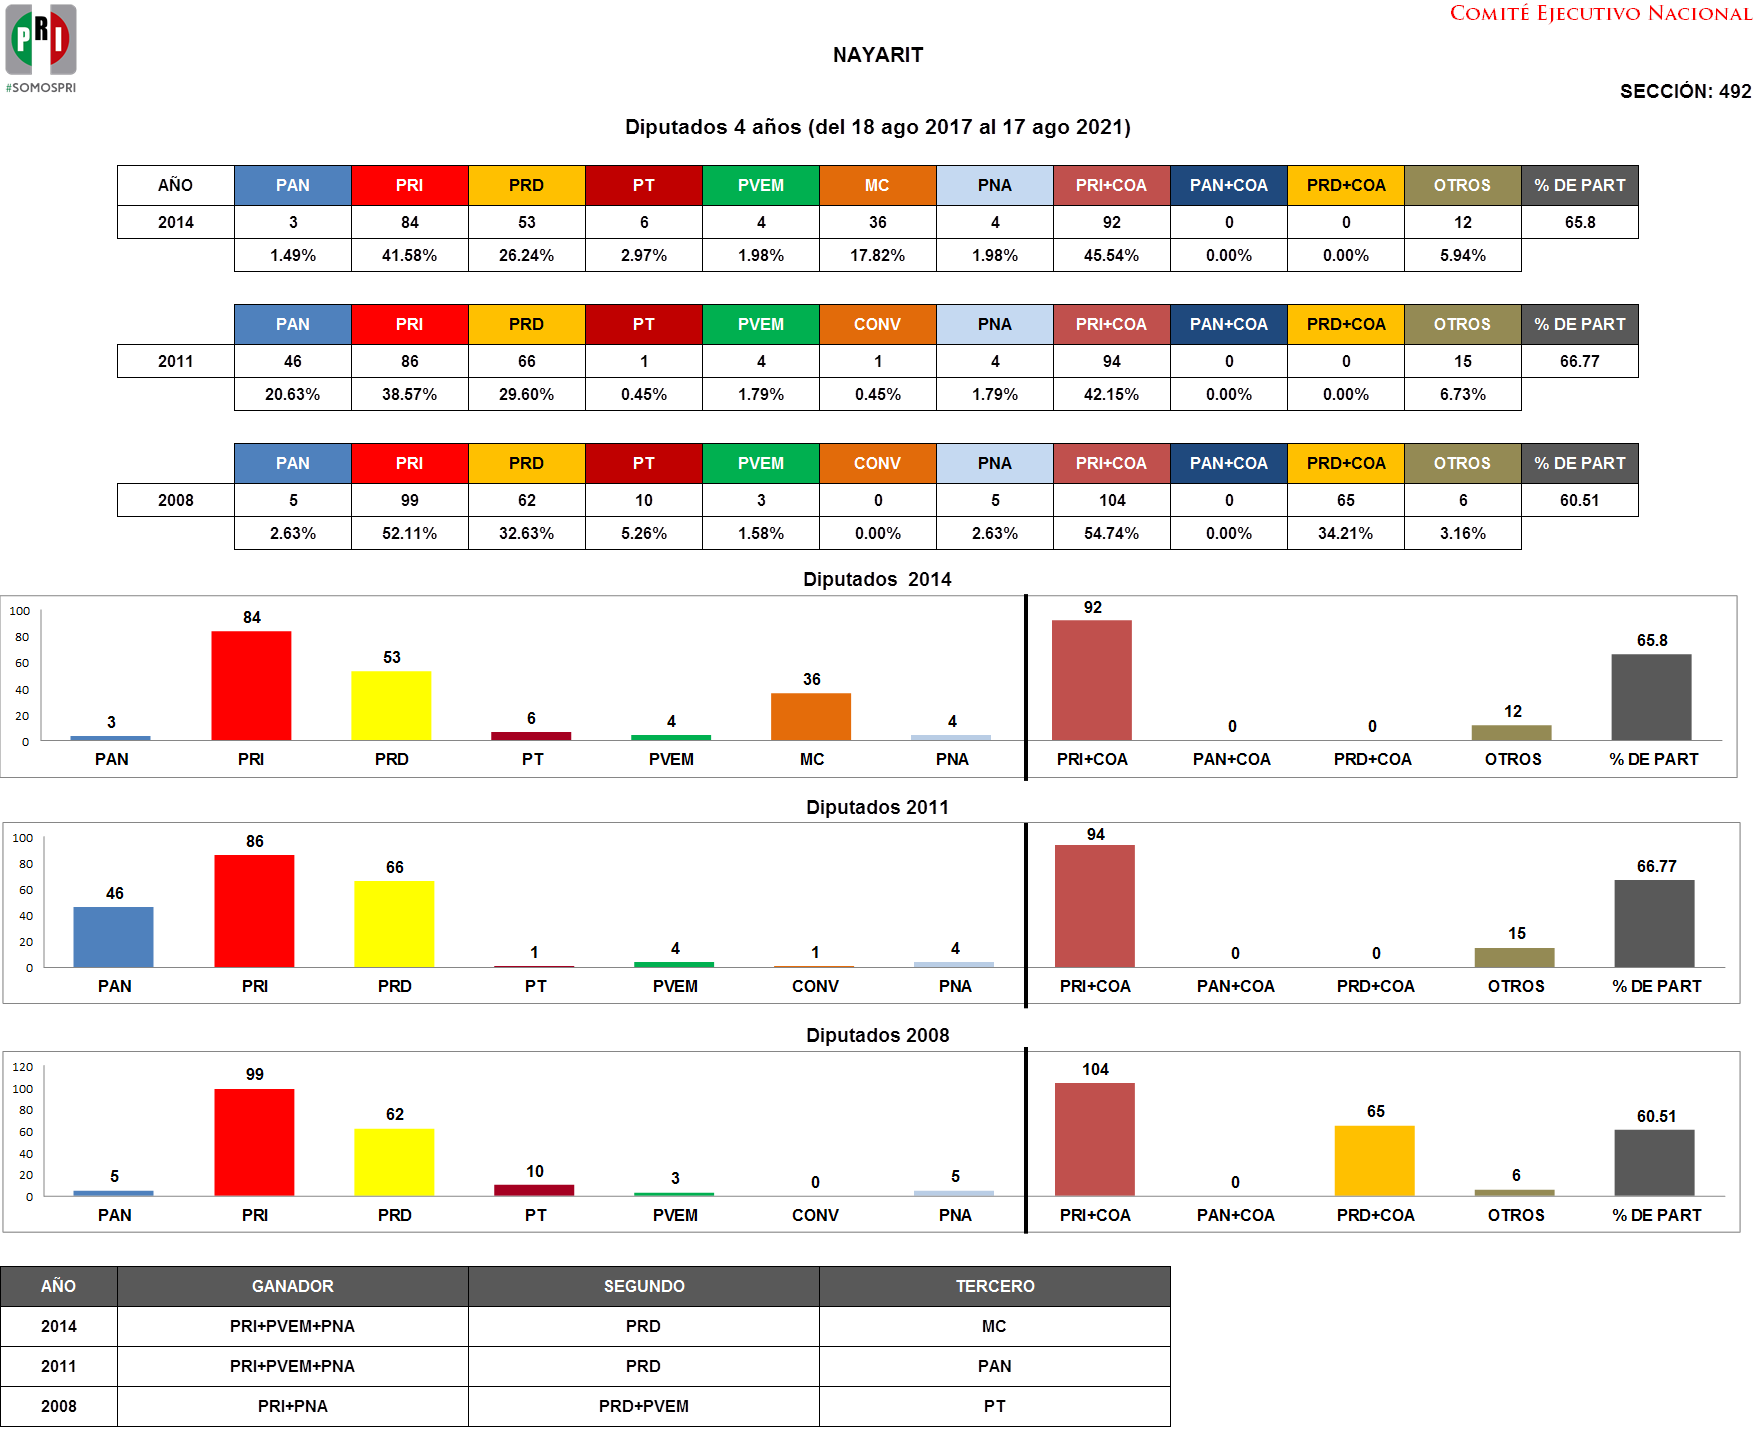 PRI
#SOMOSPRI
COMITÉ EJECUTIVO NACIONAL
NAYARIT
SECCIÓN: 492
Diputados 4 años (del 18 ago 2017 al 17 ago 2021)
AÑO PAN PRI PRD PT PVEM MC PNA PRI+COA PAN+COA PRD+COA OTROS % DE PART
2014 3 84 53 6 4 36 4 92 0 0 12 65.8
1.49% 41.58% 26.24% 2.97% 1.98% 17.82% 1.98% 45.54% 0.00% 0.00% 5.94%
PAN PRI PRD PT PVEM CONV PNA PRI+COA PAN+COA PRD+COA OTROS % DE PART
2011 46 86 66 1 4 1 4 94 0 0 15 66.77
20.63% 38.57% 29.60% 0.45% 1.79% 0.45% 1.79% 42.15% 0.00% 0.00% 6.73%
PAN PRI PRD PT PVEM CONV PNA PRI+COA PAN+COA PRD+COA OTROS % DE PART
2008 5 99 62 10 3 0 5 104 0 65 6 60.51
2.63% 52.11% 32.63% 5.26% 1.58% 0.00% 2.63% 54.74% 0.00% 34.21% 3.16%
Diputados 2014
100
80
60
40
20
0
3 84 53 6 4 36 4 92 0 0 12 65.8
PAN PRI PRD PT PVEM MC PNA PRI+COA PAN+COA PRD+COA OTROS % DE PART
Diputados 2011
100
80
60
40
20
0
46 86 66 1 4 1 4 94 0 0 15 66.77
PAN PRI PRD PT PVEM CONV PNA PRI+COA PAN+COA PRD+COA OTROS % DE PART
Diputados 2008
120
100
80
60
40
20
0
5 99 62 10 3 0 5 104 0 65 6 60.51
PAN PRI PRD PT PVEM CONV PNA PRI+COA PAN+COA PRD+COA OTROS % DE PART
AÑO GANADOR SEGUNDO TERCERO
2014 PRI+PVEM+PNA PRD MC
2011 PRI+PVEM+PNA PRD PAN
2008 PRI+PNA PRD+PVEM PT